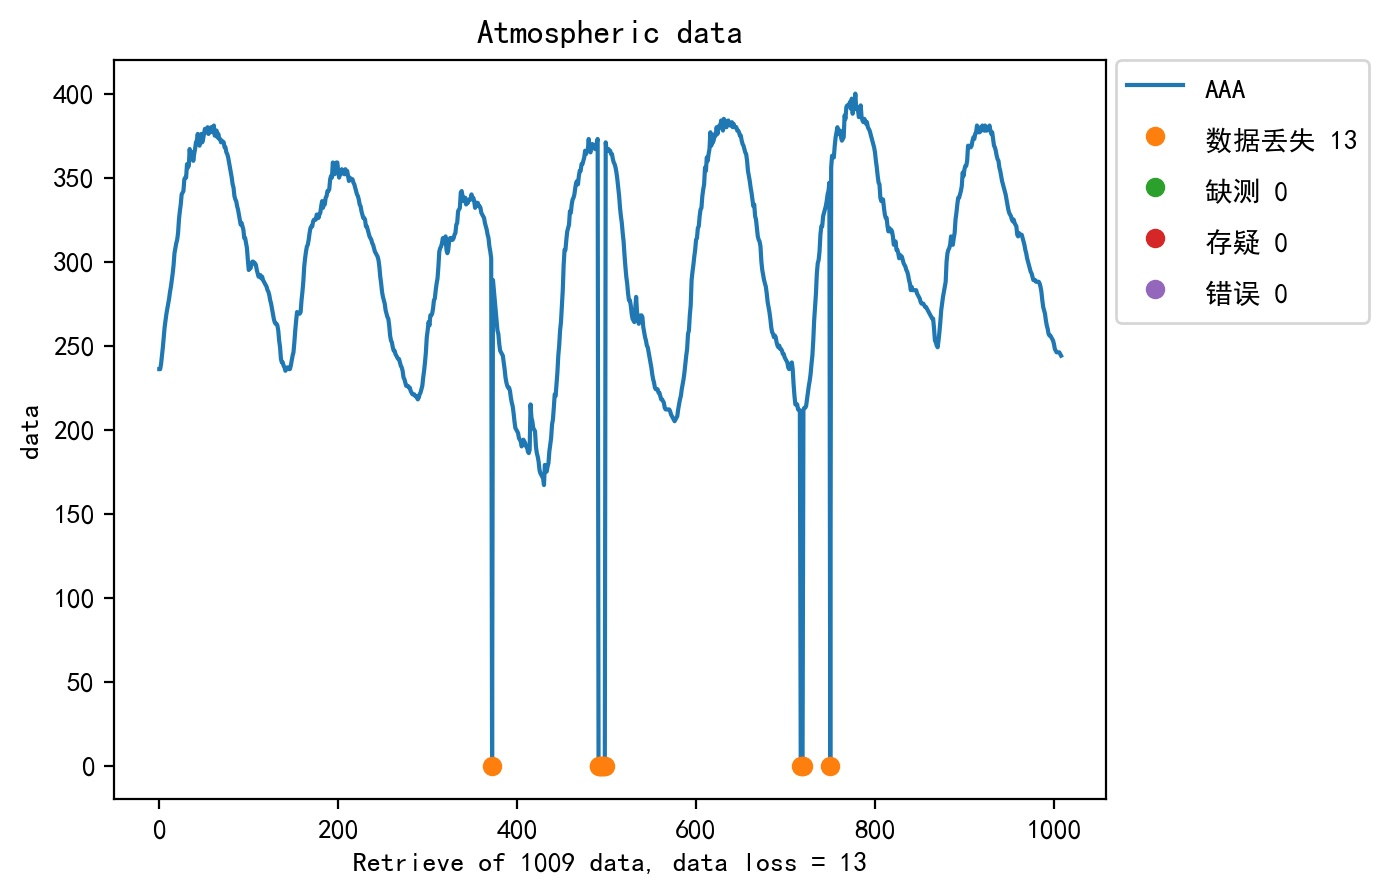 Atmospheric data
AAA
数据丢失 13
缺测 0
存疑 0
错误 0
data
400
350
300
250
200
150
100
50
0
0 200 400 600 800 1000
Retrieve of 1009 data, data loss = 13